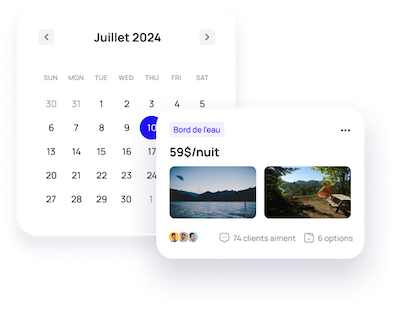 Juillet 2024
SUN MON TUE WED THU FRI SAT
30 31 1 2 3 4 5
6 7 8 9 10
13 14 15 16 17
20 21 22 23 24
27 28 29 30 1
Bord de l'eau
59$/nuit
74 clients aiment 6 options